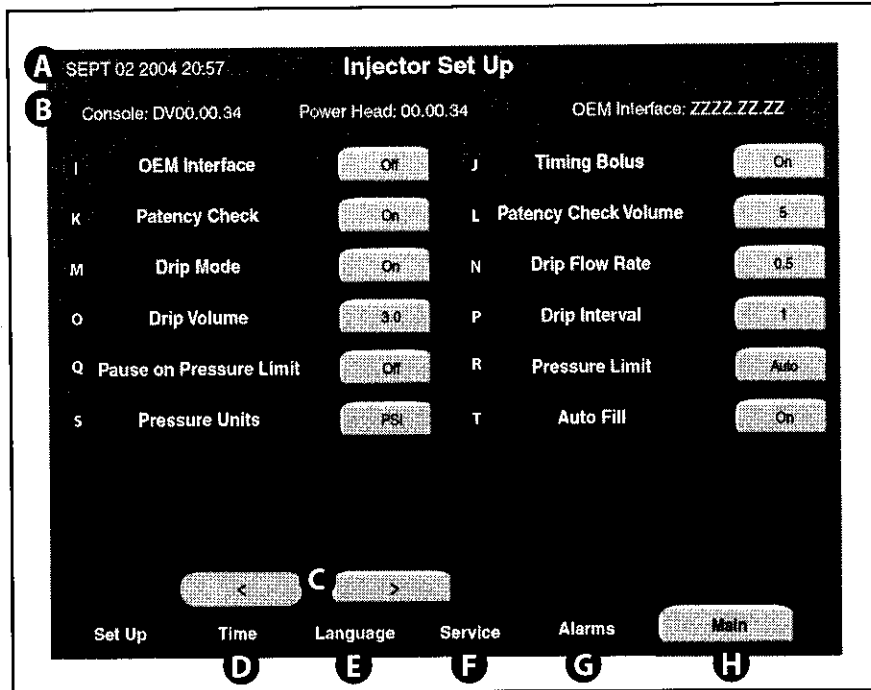 A SEPT 02 2004 20:57 Injector Set Up
B Console: DV00.00.34 Power Head: 00.00.34 OEM Interface: ZZZZ.ZZ.ZZ
I OEM Interface Off J Timing Bolus On
K Patency Check On L Patency Check Volume 5
M Drip Mode On N Drip Flow Rate 0.5
O Drip Volume 3.0 P Drip Interval 1
Q Pause on Pressure Limit Off R Pressure Limit Auto
S Pressure Units PSI T Auto Fill On
< C >
Set Up Time Language Service Alarms Main
D E F G H